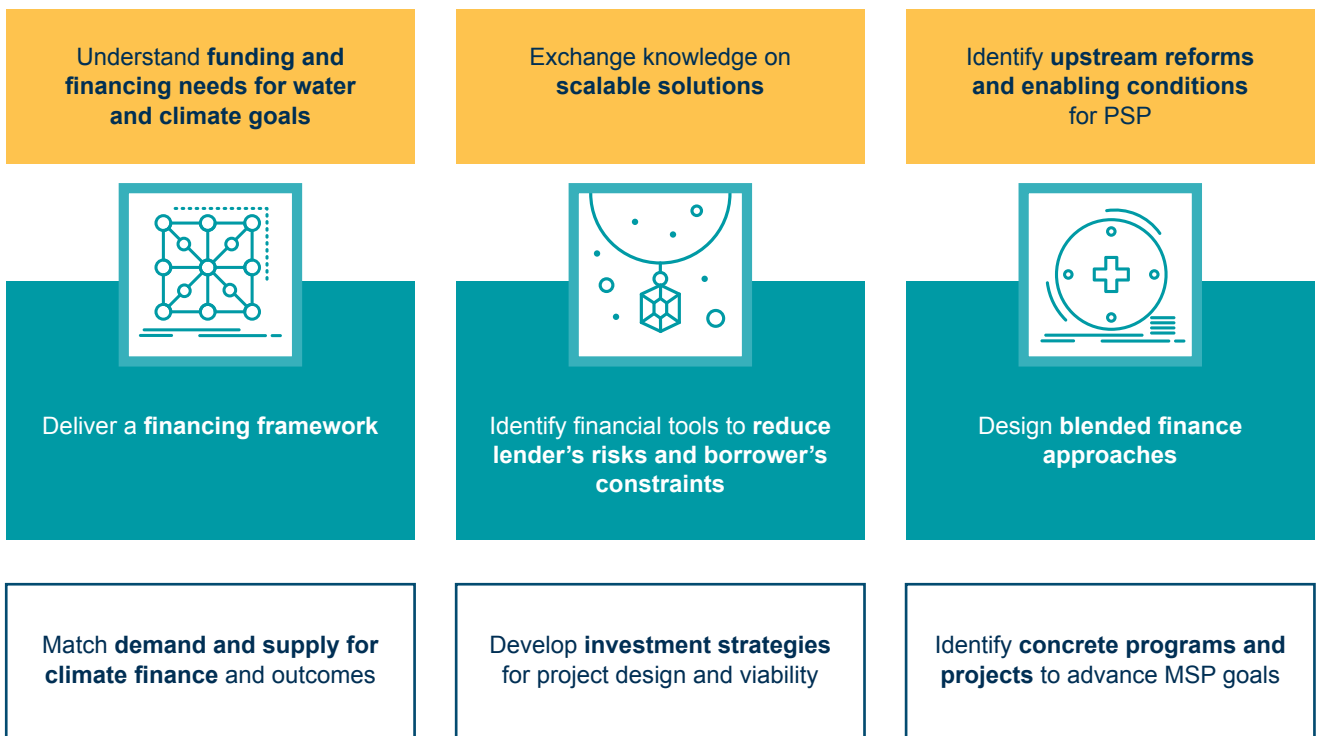 Understand funding and
financing needs for water
and climate goals
Exchange knowledge on
scalable solutions
Identify upstream reforms
and enabling conditions
for PSP
Deliver a financing framework
Identify financial tools to reduce
lender’s risks and borrower’s
constraints
Design blended finance
approaches
Match demand and supply for
climate finance and outcomes
Develop investment strategies
for project design and viability
Identify concrete programs and
projects to advance MSP goals